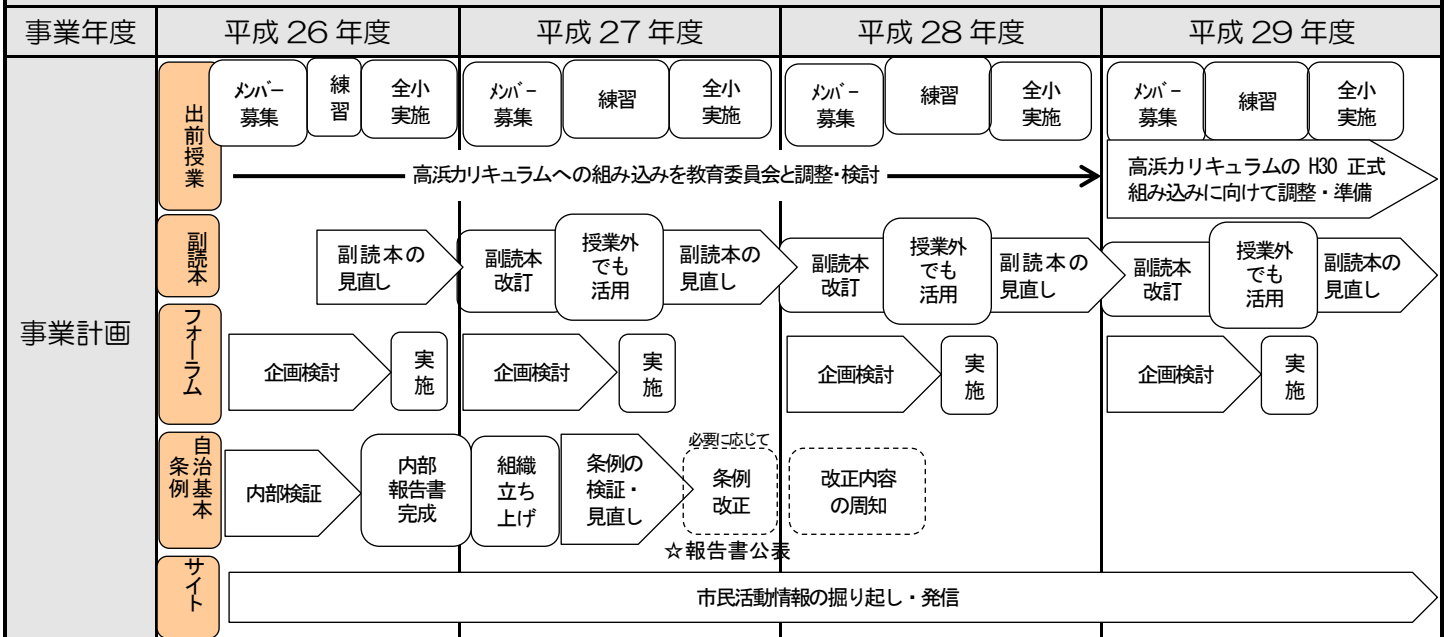 事業年度
平成 26 年度
平成 27 年度
平成 28 年度
平成 29 年度
事業計画
出前授業
メンバー
募集
練
習
全小
実施
メンバー
募集
練習
全小
実施
メンバー
募集
練習
全小
実施
メンバー
募集
練習
全小
実施
高浜カリキュラムへの組み込みを教育委員会と調整・検討
高浜カリキュラムの H30 正式
組み込みに向けて調整・準備
副読本
副読本の
見直し
副読本
改訂
授業外
でも
活用
副読本の
見直し
副読本
改訂
授業外
でも
活用
副読本の
見直し
副読本
改訂
授業外
でも
活用
副読本の
見直し
フォーラム
企画検討
実
施
企画検討
実
施
企画検討
実
施
企画検討
実
施
自治基本
条例
内部検証
内部
報告書
完成
組織
立ち
上げ
条例の
検証・
見直し
必要に応じて
条例
改正
☆報告書公表
改正内容
の周知
サイト
市民活動情報の掘り起し・発信